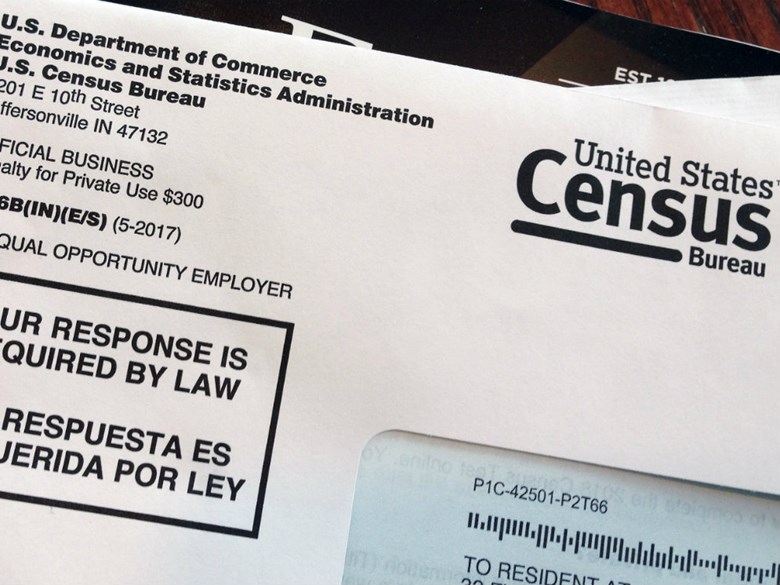 U.S. Department of Commerce
Economics and Statistics Administration
U.S. Census Bureau
201 E 10th Street
ffersonville IN 47132
FICIAL BUSINESS
alty for Private Use $300
6B(IN)(E/S) (5-2017)
QUAL OPPORTUNITY EMPLOYER
UR RESPONSE IS
QUIRED BY LAW
RESPUESTA ES
UERIDA POR LEY
EST
United States™
Census
Bureau
P1C-42501-P2T66
TO RESIDENT AT